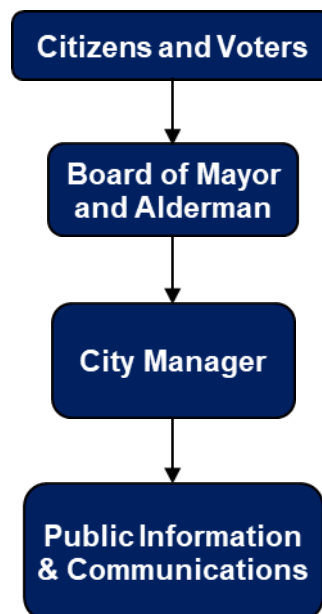 Citizens and Voters
Board of Mayor
and Alderman
City Manager
Public Information
& Communications